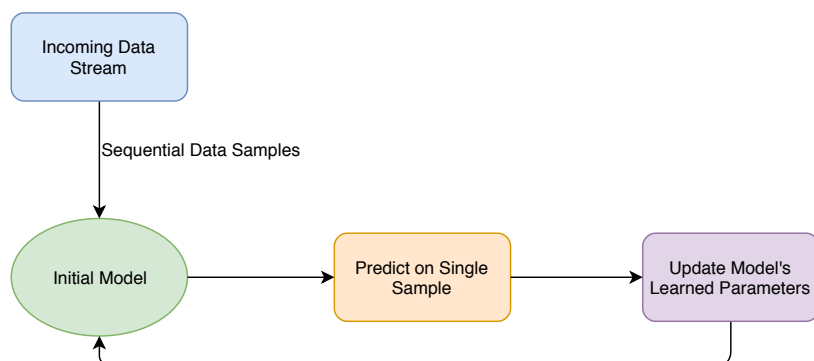 Incoming Data
Stream
Sequential Data Samples
Initial Model
Predict on Single
Sample
Update Model's
Learned Parameters